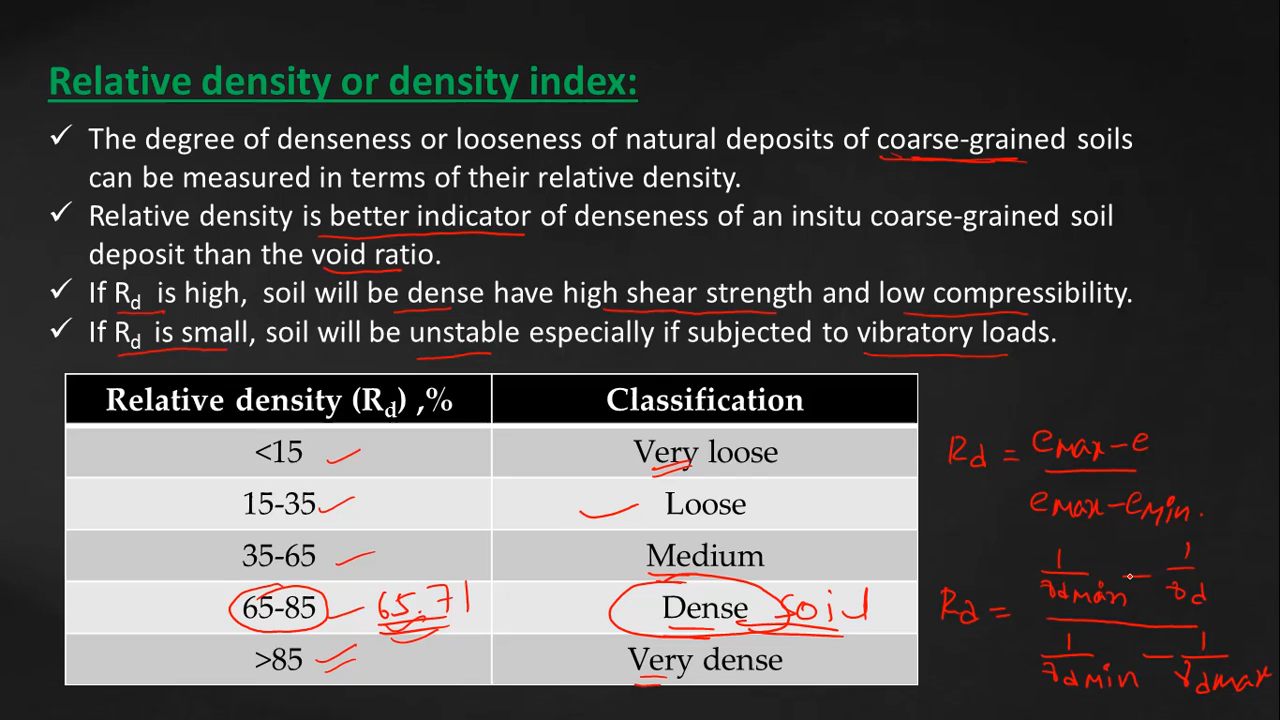 Relative density or density index:
✓ The degree of denseness or looseness of natural deposits of coarse-grained soils
can be measured in terms of their relative density.
✓ Relative density is better indicator of denseness of an insitu coarse-grained soil
deposit than the void ratio.
✓ If Rd is high, soil will be dense have high shear strength and low compressibility.
✓ If Rd is small, soil will be unstable especially if subjected to vibratory loads.
Relative density (Rd) ,% Classification
<15 Very loose
15-35 Loose
35-65 Medium
65-85 65.71 Dense soil
>85 Very dense
Rd = eMax - e
eMax - eMin.
1 1
Rd = γdmin - γd
1 1
γdmin - γdmax